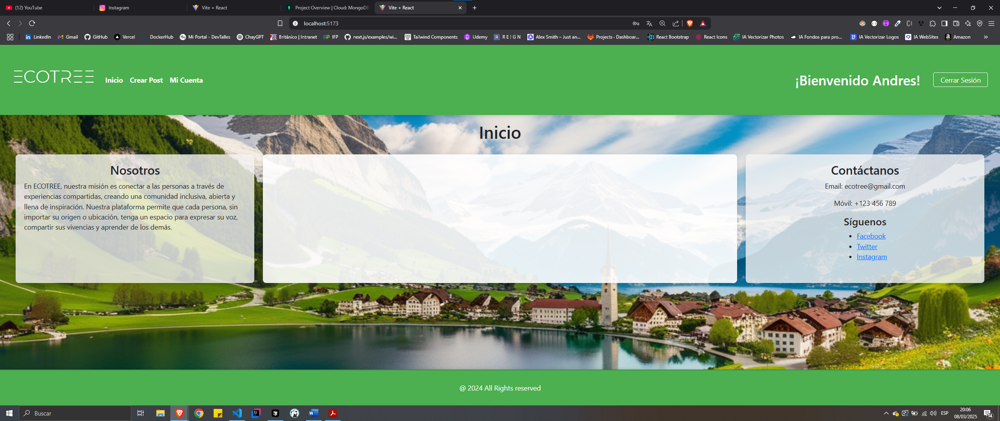 (12) YouTube
Instagram
Vite + React
Project Overview | Cloud: MongoDB
Vite + React
localhost:5173
LinkedIn
Gmail
GitHub
Vercel
DockerHub
Mi Portal - DevTalles
ChayGPT
Británico | Intranet
IFP
next.js/examples/wi...
Tailwind Components
Udemy
R E ! G N
Alex Smith – Just an...
Projects · Dashboar...
React Bootstrap
React Icons
IA Vectorizar Photos
IA Fondos para pro...
IA Vectorizar Logos
IA WebSites
Amazon
ECOTREE
Inicio
Crear Post
Mi Cuenta
¡Bienvenido Andres!
Cerrar Sesión
Inicio
Nosotros
En ECOTREE, nuestra misión es conectar a las personas a través de
experiencias compartidas, creando una comunidad inclusiva, abierta y
llena de inspiración. Nuestra plataforma permite que cada persona, sin
importar su origen o ubicación, tenga un espacio para expresar su voz,
compartir sus vivencias y aprender de los demás.
Contáctanos
Email: ecotree@gmail.com
Móvil: +123 456 789
Síguenos
Facebook
Twitter
Instagram
@ 2024 All Rights reserved
Buscar
ESP
20:06
08/03/2025
14